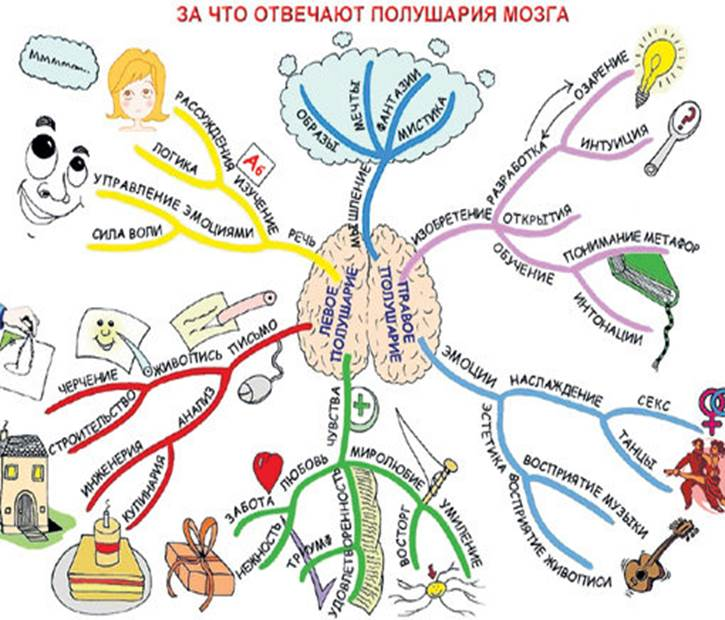 ЗА ЧТО ОТВЕЧАЮТ ПОЛУШАРИЯ МОЗГА
Ммммм...
РАССУЖДЕНИЯ
ЛОГИКА
Аб
ИЗУЧЕНИЕ
УПРАВЛЕНИЕ ЭМОЦИЯМИ
СИЛА ВОЛИ
РЕЧЬ
ОБРАЗЫ
МЕЧТЫ
ФАНТАЗИИ
МИСТИКА
МЫШЛЕНИЕ
ОЗАРЕНИЕ
ИНТУИЦИЯ
?
РАЗРАБОТКА
ИЗОБРЕТЕНИЕ
ОТКРЫТИЯ
ОБУЧЕНИЕ
ПОНИМАНИЕ МЕТАФОР
ИНТОНАЦИИ
ЛЕВОЕ
ПОЛУШАРИЕ
ПРАВОЕ
ПОЛУШАРИЕ
ПИСЬМО
ЖИВОПИСЬ
ЧЕРЧЕНИЕ
СТРОИТЕЛЬСТВО
АНАЛИЗ
ИНЖЕНЕРИЯ
КУЛИНАРИЯ
ЧУВСТВА
ЛЮБОВЬ
ЗАБОТА
НЕЖНОСТЬ
ТРИУМФ
УДОВЛЕТВОРЕННОСТЬ
МИРОЛЮБИЕ
ВОСТОРГ
УМИЛЕНИЕ
ЭМОЦИИ
НАСЛАЖДЕНИЕ
СЕКС
ТАНЦЫ
ЭСТЕТИКА
ВОСПРИЯТИЕ МУЗЫКИ
ВОСПРИЯТИЕ ЖИВОПИСИ